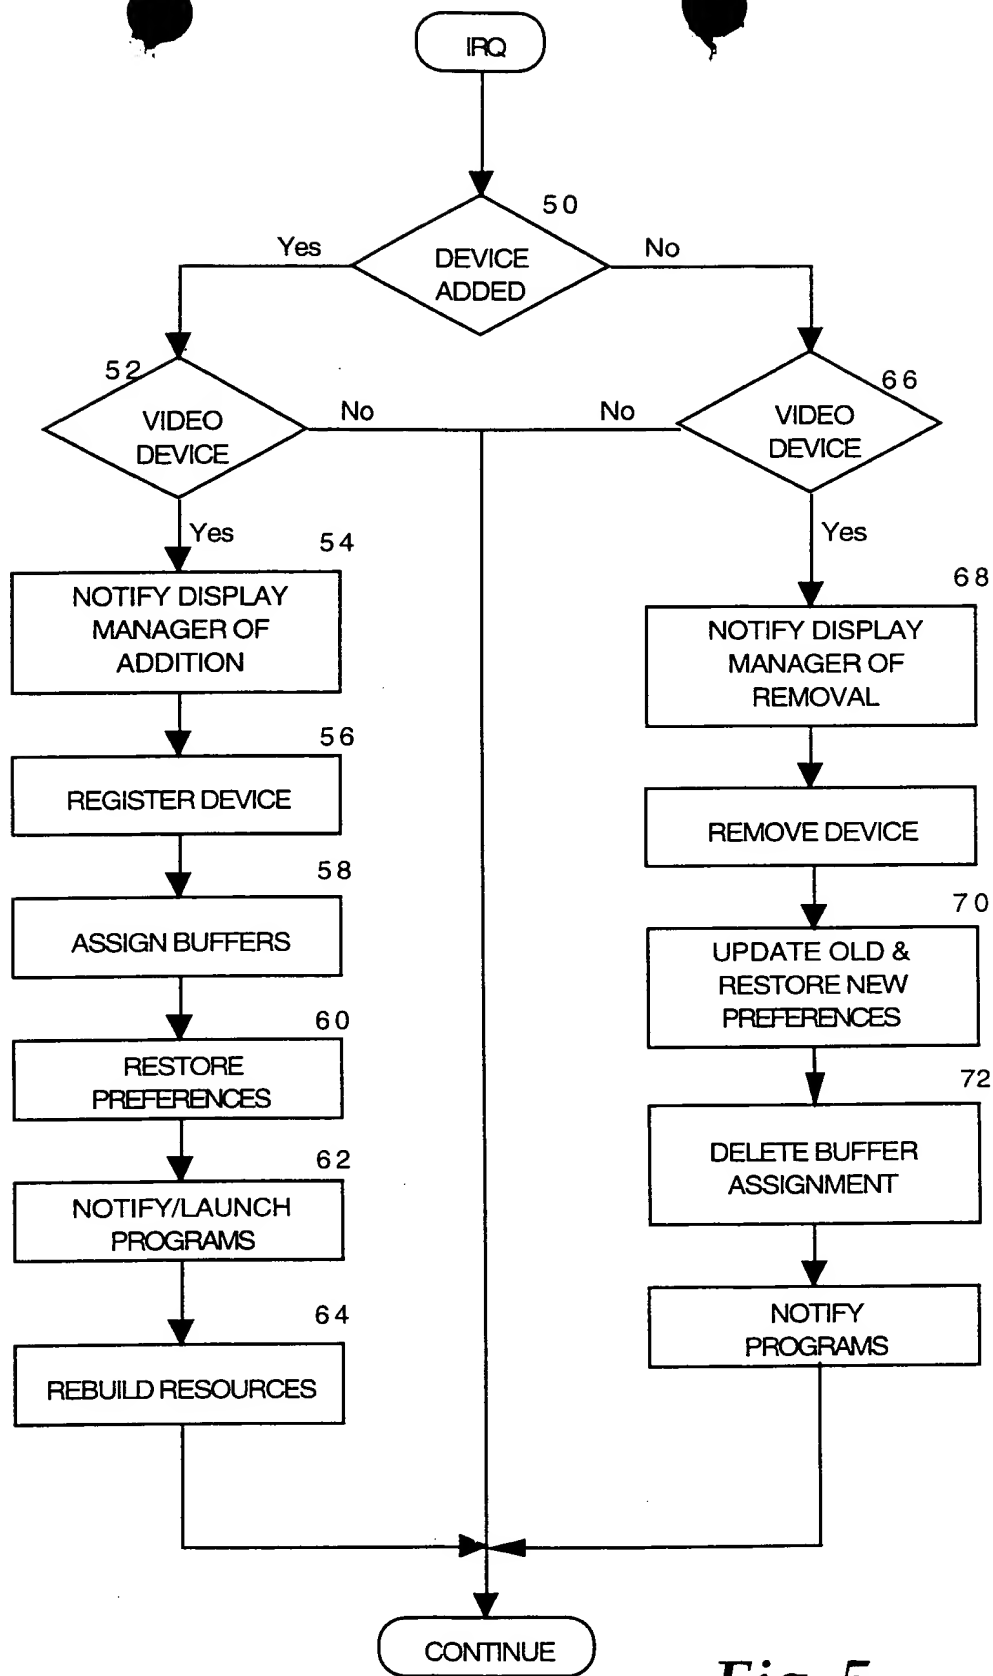 IRQ
50
DEVICE
ADDED
Yes
No
52
VIDEO
DEVICE
No
No
66
VIDEO
DEVICE
Yes
Yes
54
NOTIFY DISPLAY
MANAGER OF
ADDITION
56
REGISTER DEVICE
58
ASSIGN BUFFERS
60
RESTORE
PREFERENCES
62
NOTIFY/LAUNCH
PROGRAMS
64
REBUILD RESOURCES
68
NOTIFY DISPLAY
MANAGER OF
REMOVAL
REMOVE DEVICE
70
UPDATE OLD &
RESTORE NEW
PREFERENCES
72
DELETE BUFFER
ASSIGNMENT
NOTIFY
PROGRAMS
CONTINUE
Fig 5